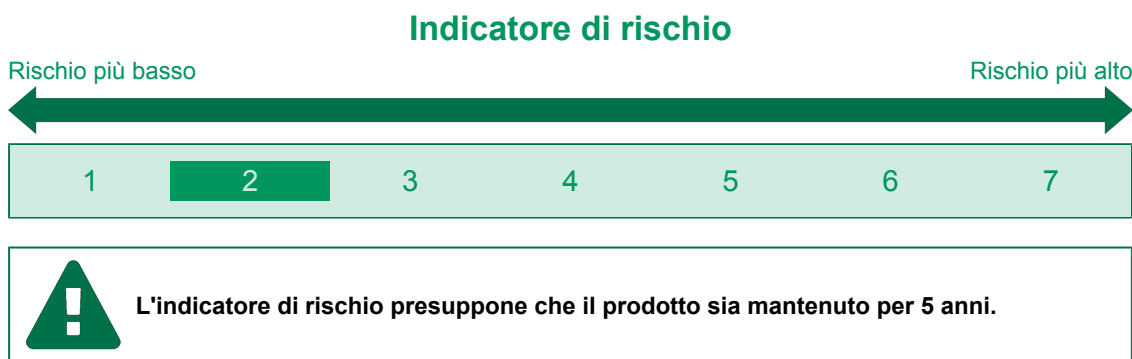 Indicatore di rischio
Rischio più basso Rischio più alto
1 2 3 4 5 6 7
L'indicatore di rischio presuppone che il prodotto sia mantenuto per 5 anni.